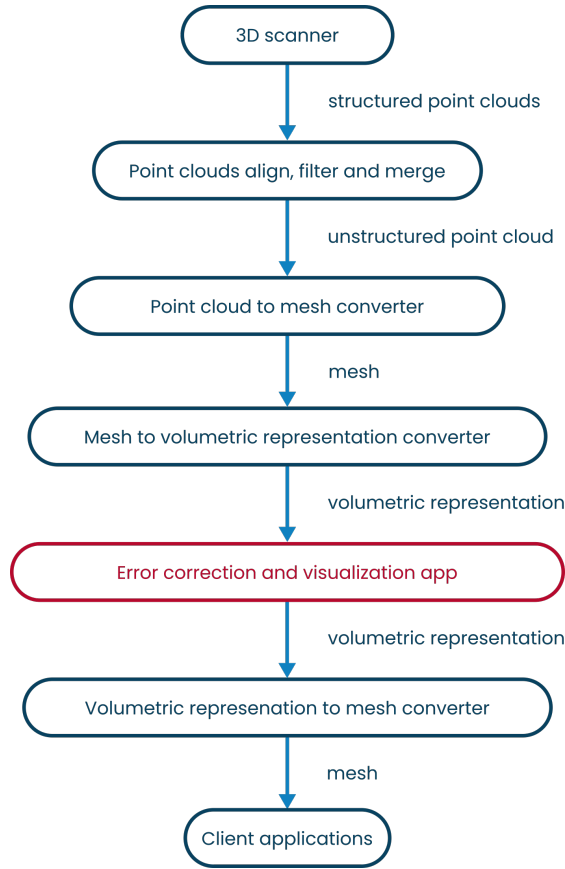 3D scanner
structured point clouds
Point clouds align, filter and merge
unstructured point cloud
Point cloud to mesh converter
mesh
Mesh to volumetric representation converter
volumetric representation
Error correction and visualization app
volumetric representation
Volumetric represenation to mesh converter
mesh
Client applications